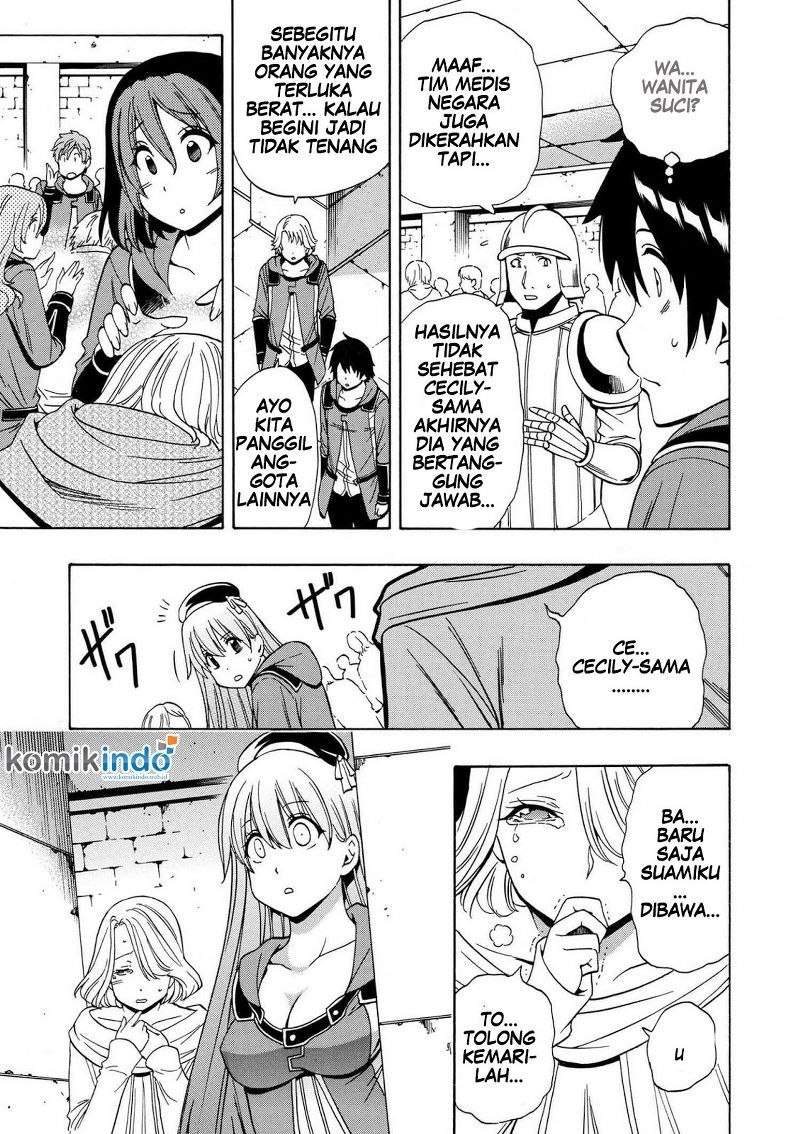 WA...
WANITA
SUCI?
MAAF...
TIM MEDIS
NEGARA
JUGA
DIKERAHKAN
TAPI...
HASILNYA
TIDAK
SEHEBAT
CECILY-
SAMA
AKHIRNYA
DIA YANG
BERTANG-
GUNG
JAWAB...
SEBEGITU
BANYAKNYA
ORANG YANG
TERLUKA
BERAT... KALAU
BEGINI JADI
TIDAK TENANG
AYO
KITA
PANGGIL
ANG-
GOTA
LAINNYA
CE...
CECILY-SAMA
........
ザワ
ザワ
BA...
BARU
SAJA
SUAMIKU
...
DIBAWA...
U
TO...
TOLONG
KEMARI-
LAH...
komikindo